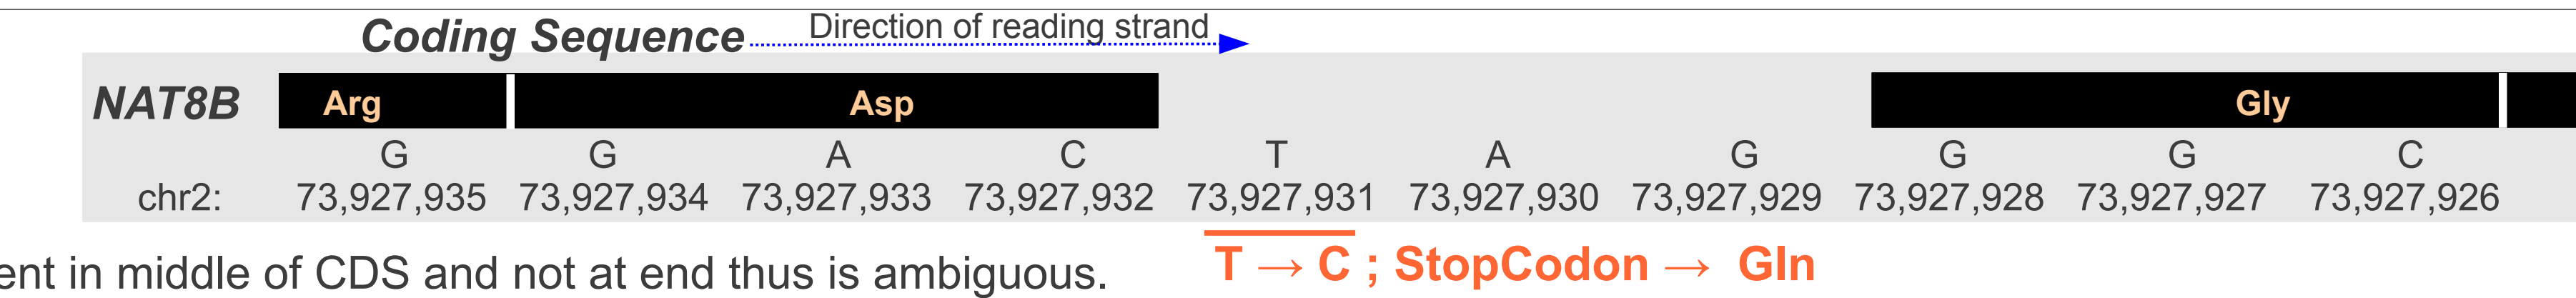 Coding Sequence Direction of reading strand
NAT8B Arg Asp Gly
G G A C T A G G G C
chr2: 73,927,935 73,927,934 73,927,933 73,927,932 73,927,931 73,927,930 73,927,929 73,927,928 73,927,927 73,927,926
T → C ; StopCodon → Gln
in middle of CDS and not at end thus is ambiguous.